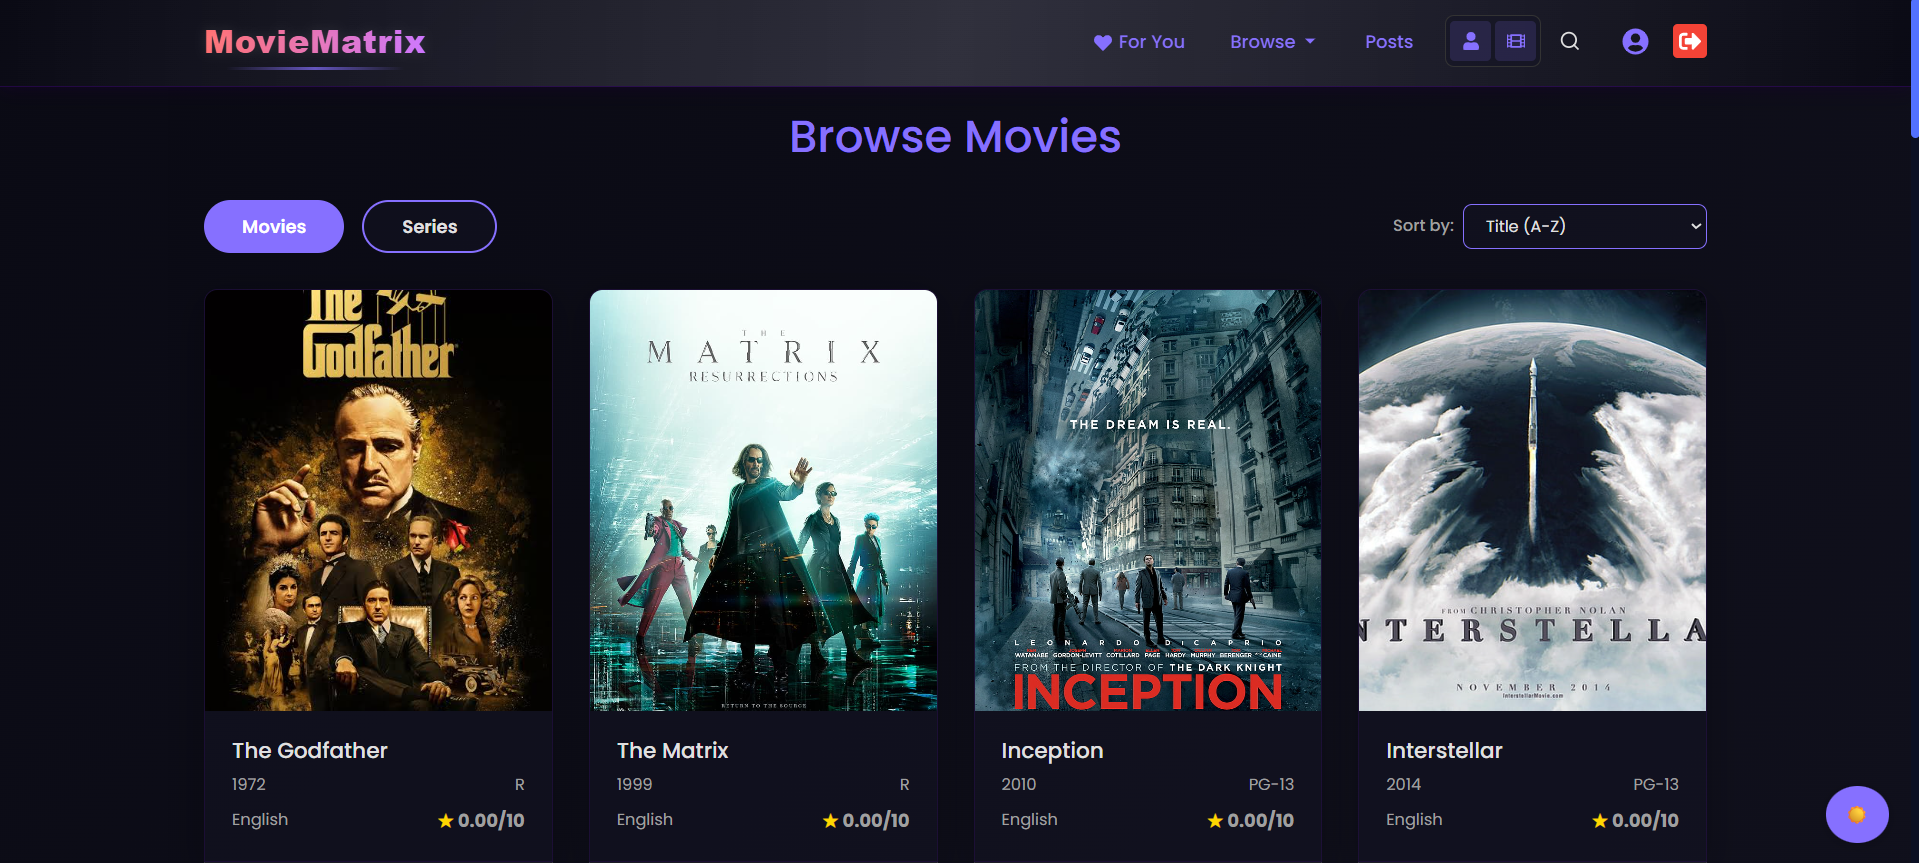 MovieMatrix
For You
Browse
Posts
Browse Movies
Movies
Series
Sort by:
Title (A-Z)
The
Godfather
THE
MATRIX
RESURRECTIONS
RETURN TO THE SOURCE
THE DREAM IS REAL.
LEONARDO DiCAPRIO
WATANABE GORDON-LEVITT COTILLARD PAGE HARDY MURPHY BERENGER CAINE
FROM THE DIRECTOR OF THE DARK KNIGHT
INCEPTION
FROM CHRISTOPHER NOLAN
NTERSTELLA
NOVEMBER 2014
InterstellarMovie.com
The Godfather
1972
R
English
0.00/10
The Matrix
1999
R
English
0.00/10
Inception
2010
PG-13
English
0.00/10
Interstellar
2014
PG-13
English
0.00/10